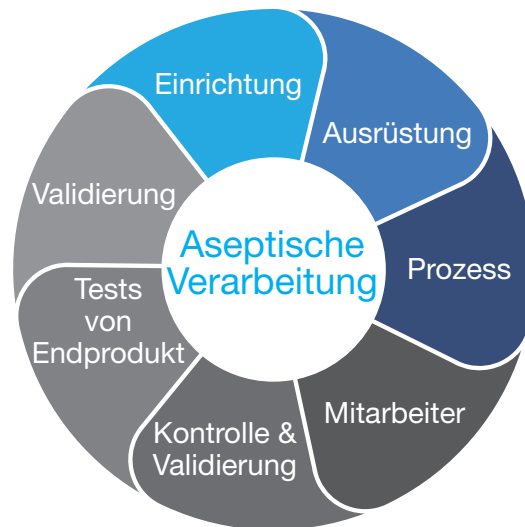 Einrichtung
Ausrüstung
Prozess
Mitarbeiter
Kontrolle &
Validierung
Tests
von
Endprodukt
Validierung
Aseptische
Verarbeitung